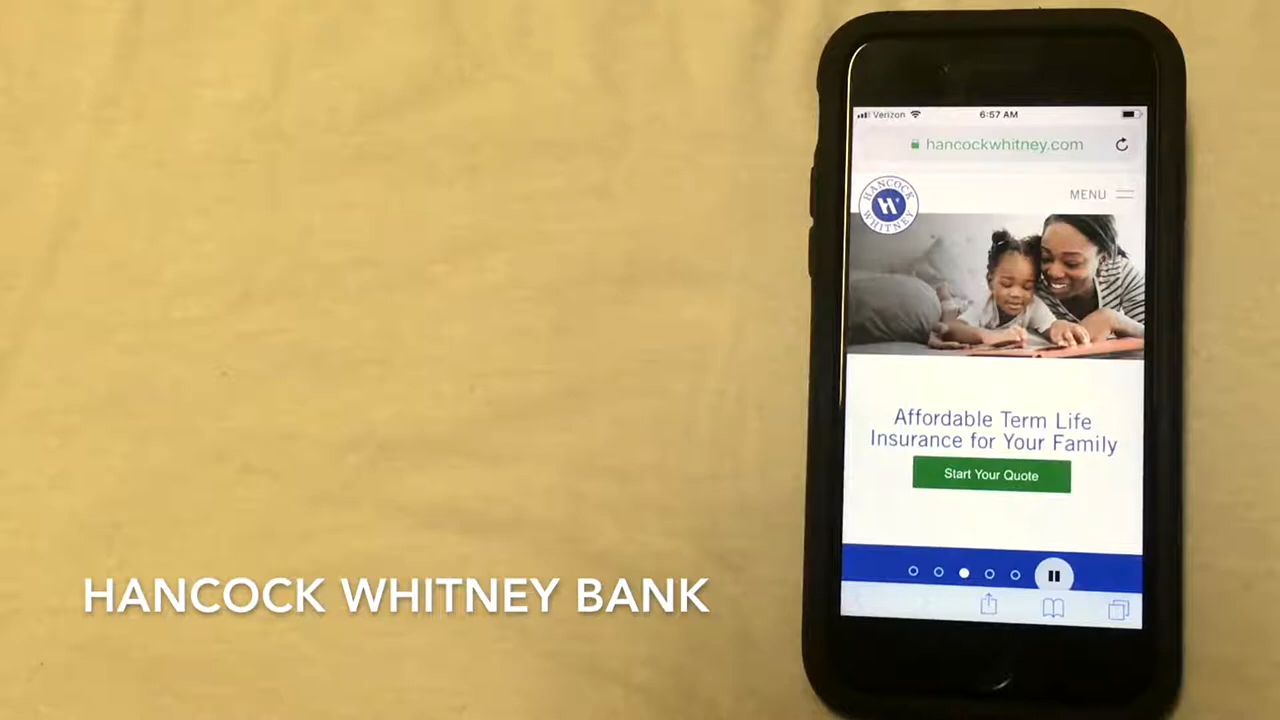 Verizon 6:57 AM
hancockwhitney.com
HANCOCK WHITNEY
MENU
Affordable Term Life
Insurance for Your Family
Start Your Quote
HANCOCK WHITNEY BANK